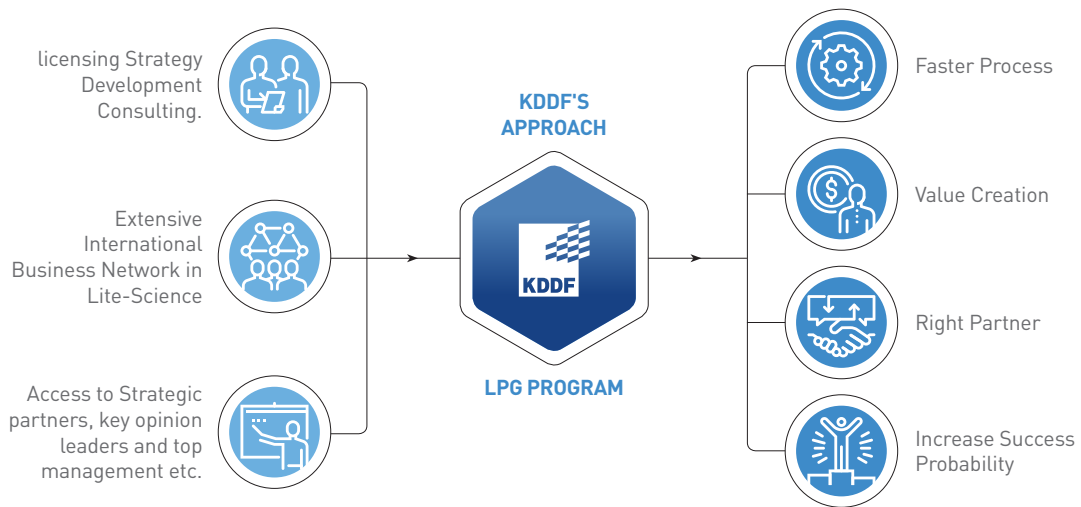 licensing Strategy
Development
Consulting.
Extensive
International
Business Network in
Lite-Science
Access to Strategic
partners, key opinion
leaders and top
management etc.
KDDF'S
APPROACH
KDDF
LPG PROGRAM
Faster Process
$
Value Creation
Right Partner
Increase Success
Probability